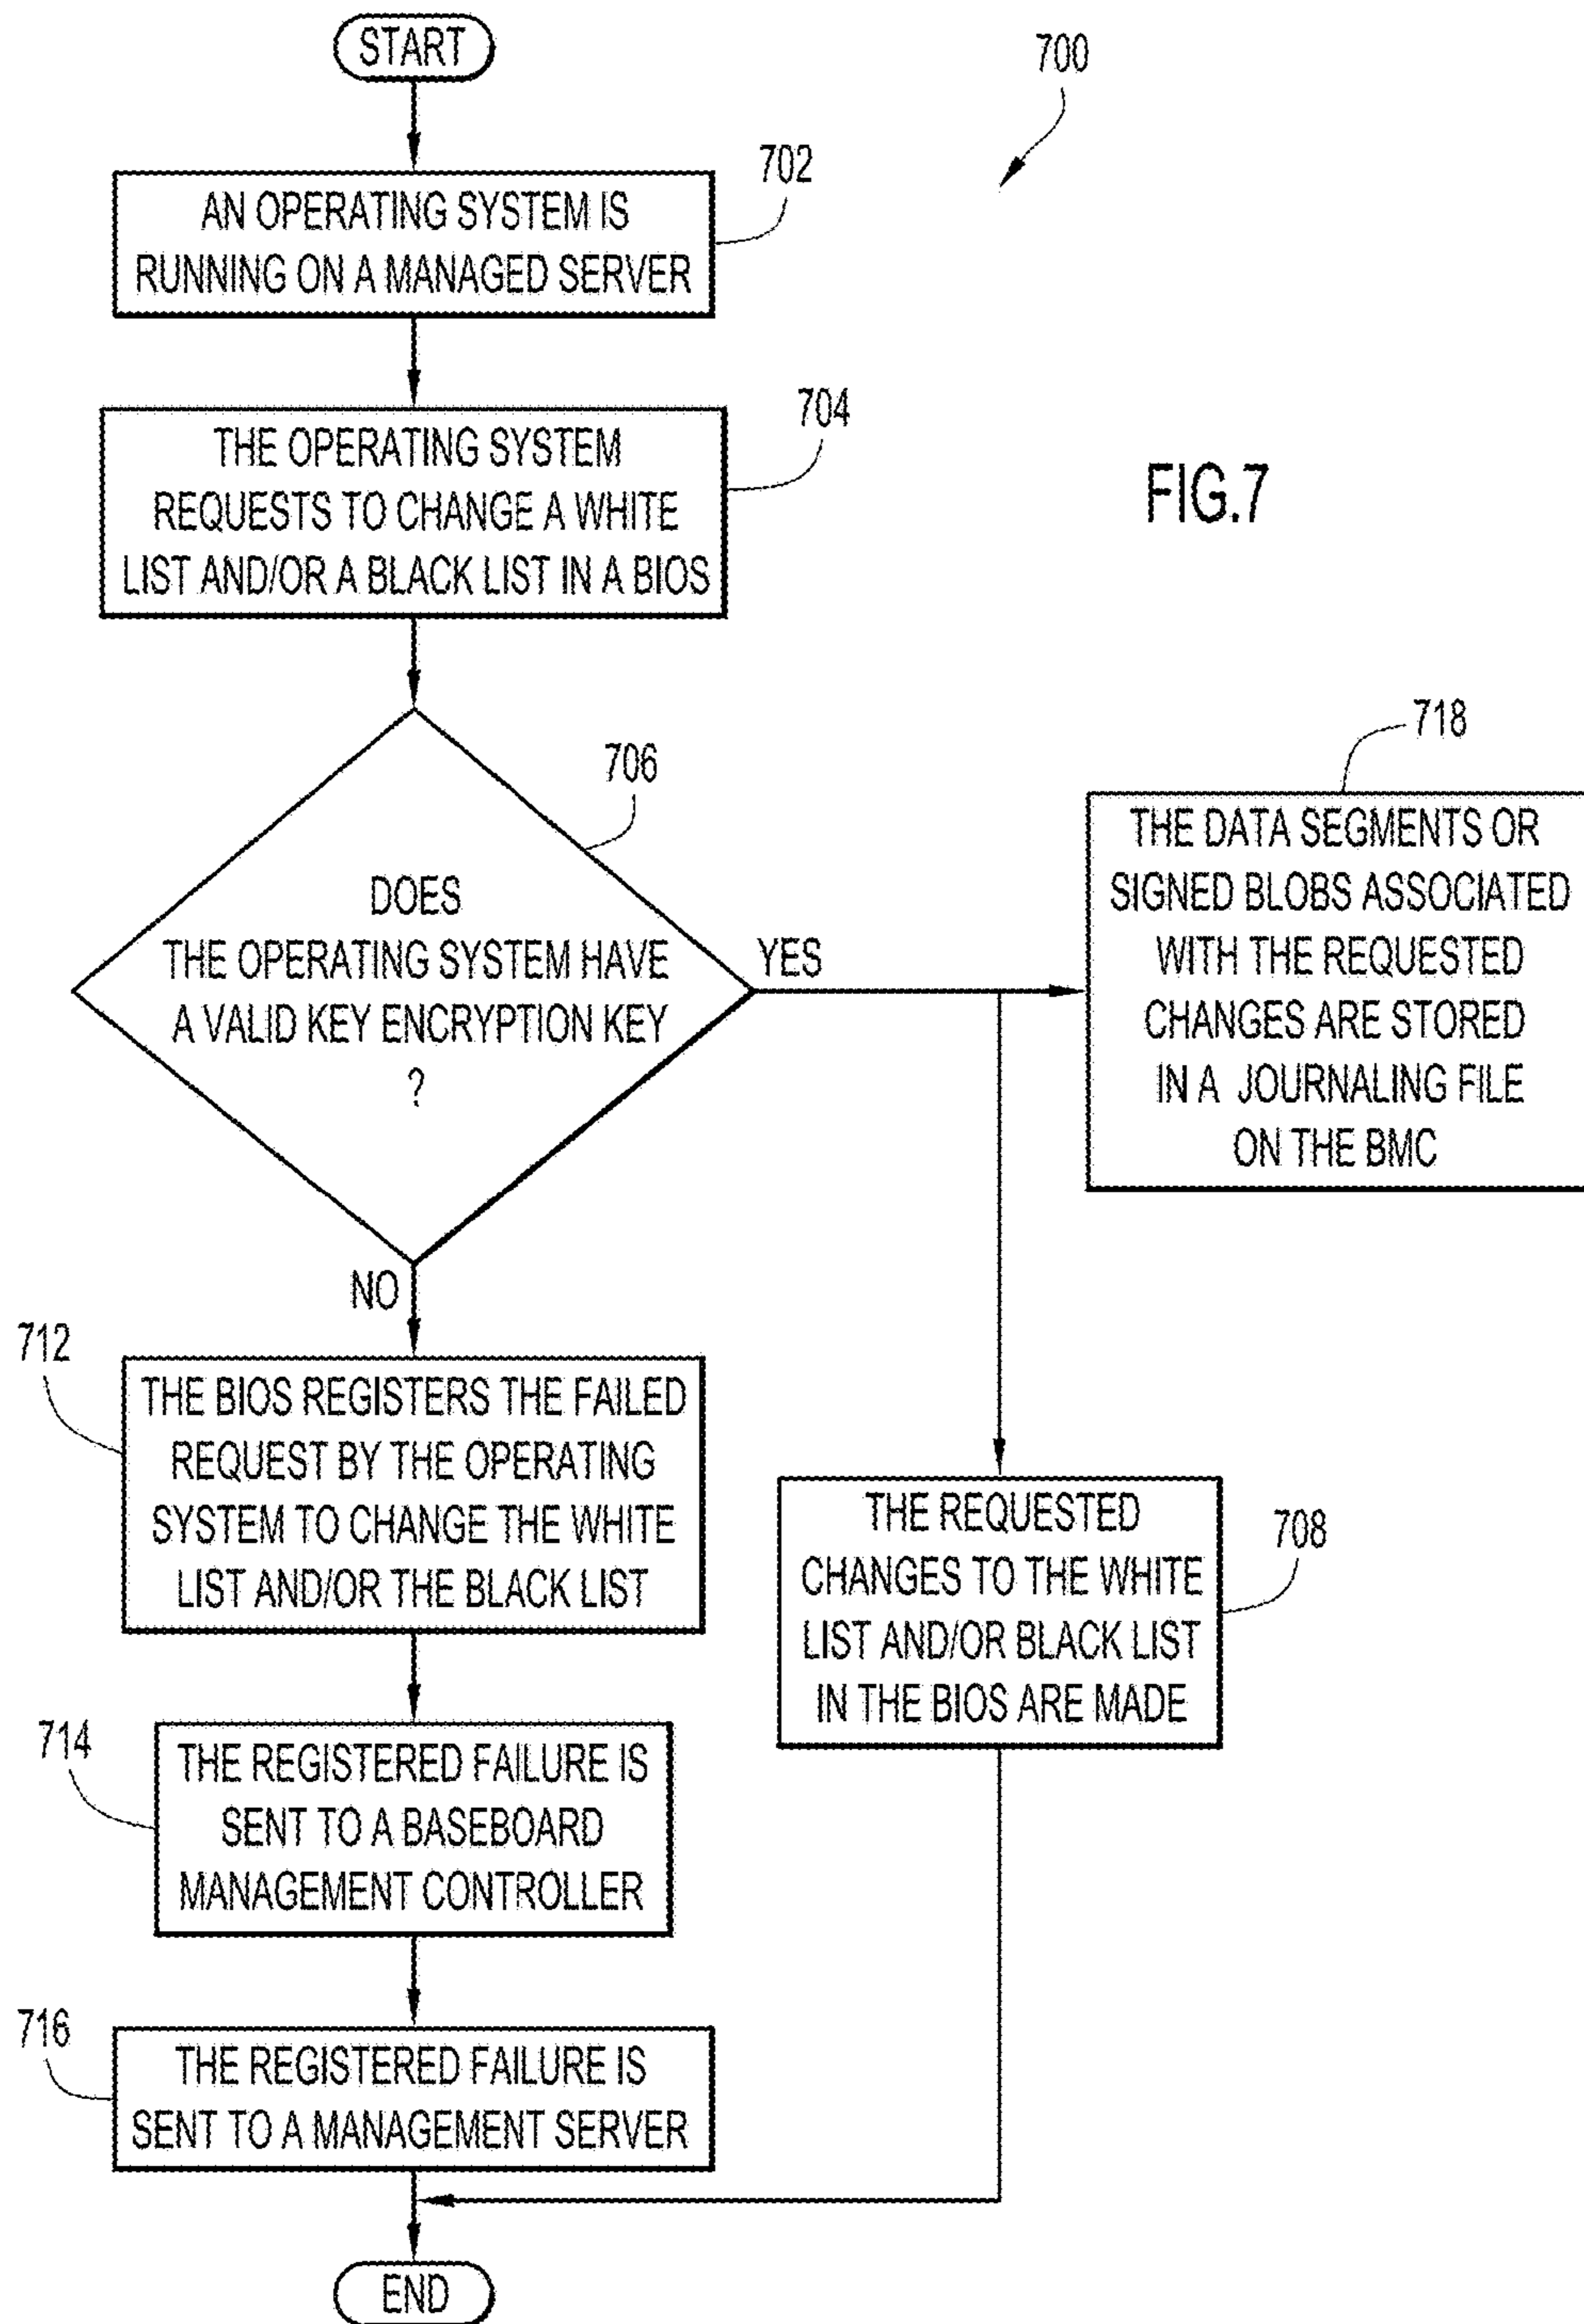 START
700
702
AN OPERATING SYSTEM IS
RUNNING ON A MANAGED SERVER
704
THE OPERATING SYSTEM
REQUESTS TO CHANGE A WHITE
LIST AND/OR A BLACK LIST IN A BIOS
FIG.7
706
DOES
THE OPERATING SYSTEM HAVE
A VALID KEY ENCRYPTION KEY
?
YES
NO
718
THE DATA SEGMENTS OR
SIGNED BLOBS ASSOCIATED
WITH THE REQUESTED
CHANGES ARE STORED
IN A JOURNALING FILE
ON THE BMC
712
THE BIOS REGISTERS THE FAILED
REQUEST BY THE OPERATING
SYSTEM TO CHANGE THE WHITE
LIST AND/OR THE BLACK LIST
708
THE REQUESTED
CHANGES TO THE WHITE
LIST AND/OR BLACK LIST
IN THE BIOS ARE MADE
714
THE REGISTERED FAILURE IS
SENT TO A BASEBOARD
MANAGEMENT CONTROLLER
716
THE REGISTERED FAILURE IS
SENT TO A MANAGEMENT SERVER
END